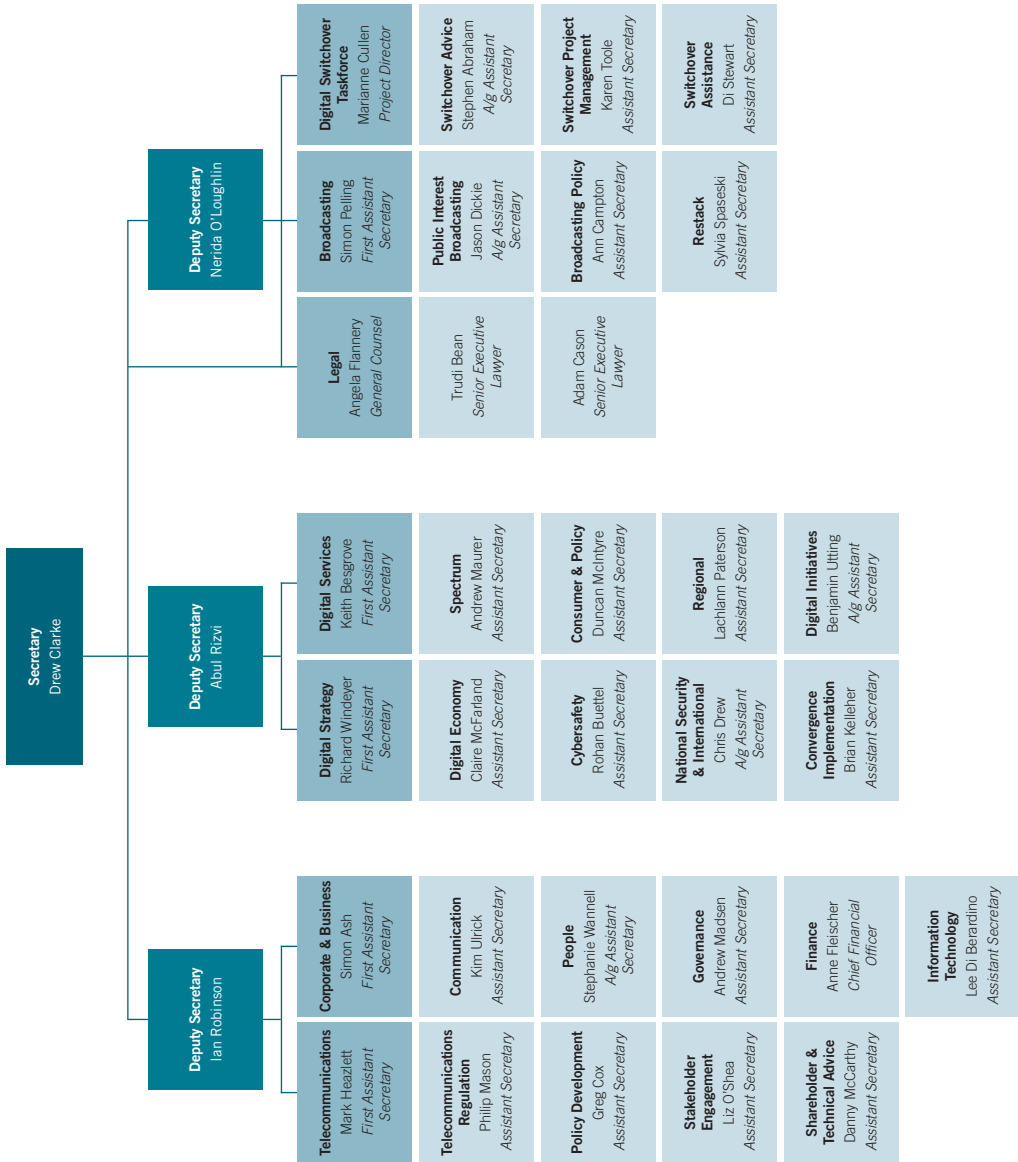 Secretary
Drew Clarke
Deputy Secretary
Ian Robinson
Telecommunications
Mark Heazlett
First Assistant
Secretary
Telecommunications
Regulation
Philip Mason
Assistant Secretary
Policy Development
Greg Cox
Assistant Secretary
Stakeholder
Engagement
Liz O'Shea
Assistant Secretary
Shareholder &
Technical Advice
Danny McCarthy
Assistant Secretary
Corporate & Business
Simon Ash
First Assistant
Secretary
Communication
Kim Ulrick
Assistant Secretary
People
Stephanie Wannell
A/g Assistant
Secretary
Governance
Andrew Madsen
Assistant Secretary
Finance
Anne Fleischer
Chief Financial
Officer
Information
Technology
Lee Di Berardino
Assistant Secretary
Deputy Secretary
Abul Rizvi
Digital Strategy
Richard Windeyer
First Assistant
Secretary
Digital Economy
Claire McFarland
Assistant Secretary
Cybersafety
Rohan Buettel
Assistant Secretary
National Security
& International
Chris Drew
A/g Assistant
Secretary
Convergence
Implementation
Brian Kelleher
Assistant Secretary
Digital Services
Keith Besgrove
First Assistant
Secretary
Spectrum
Andrew Maurer
Assistant Secretary
Consumer & Policy
Duncan McIntyre
Assistant Secretary
Regional
Lachlann Paterson
Assistant Secretary
Digital Initiatives
Benjamin Utting
A/g Assistant
Secretary
Deputy Secretary
Nerida O'Loughlin
Legal
Angela Flannery
General Counsel
Trudi Bean
Senior Executive
Lawyer
Adam Cason
Senior Executive
Lawyer
Broadcasting
Simon Pelling
First Assistant
Secretary
Public Interest
Broadcasting
Jason Dickie
A/g Assistant
Secretary
Broadcasting Policy
Ann Campton
Assistant Secretary
Restack
Sylvia Spaseski
Assistant Secretary
Digital Switchover
Taskforce
Marianne Cullen
Project Director
Switchover Advice
Stephen Abraham
A/g Assistant
Secretary
Switchover Project
Management
Karen Toole
Assistant Secretary
Switchover
Assistance
Di Stewart
Assistant Secretary